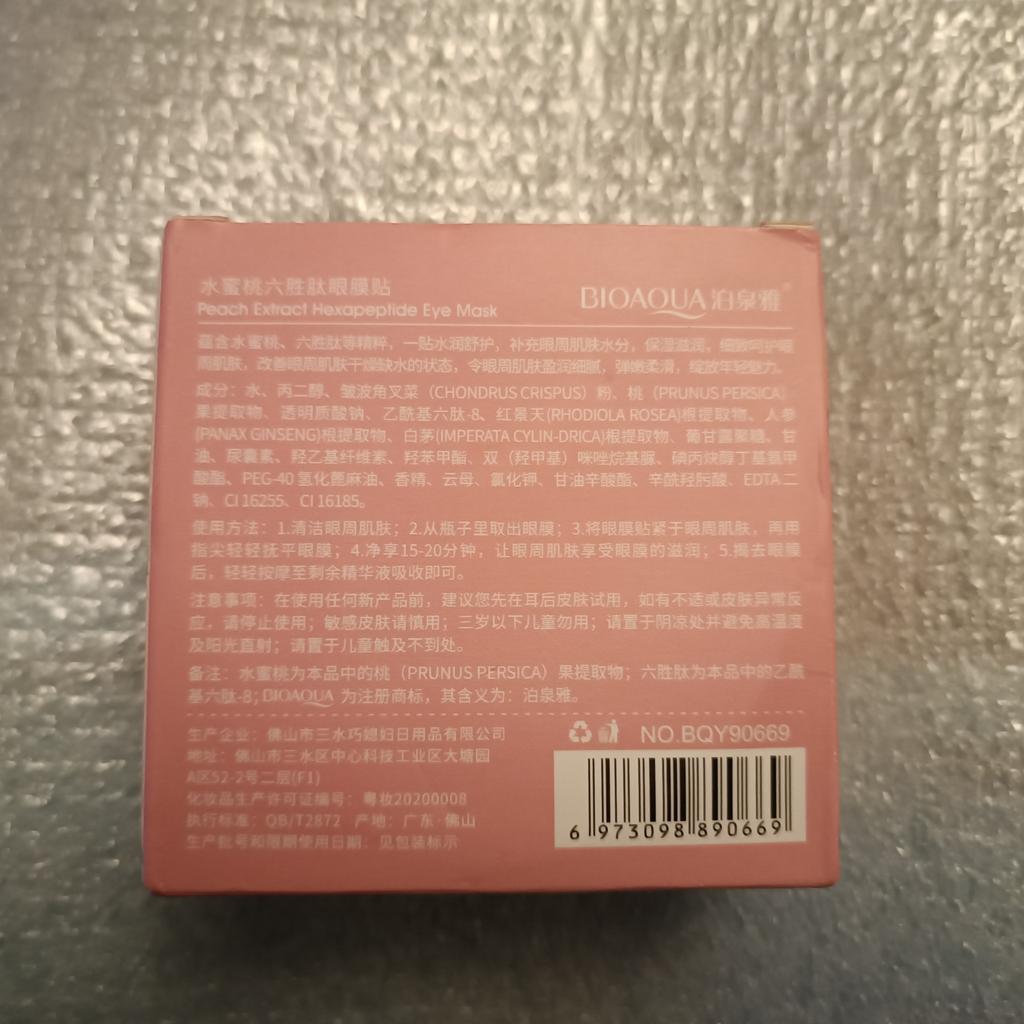 水蜜桃六胜肽眼膜贴
Peach Extract Hexapeptide Eye Mask
BIOAQUA 泊泉雅
蕴含水蜜桃、六胜肽等精粹，一贴水润舒护，补充眼周肌肤水分，保湿滋润，细致呵护眼
周肌肤，改善眼周肌肤干燥缺水的状态，令眼周肌肤盈润细腻，弹嫩柔滑，绽放年轻魅力。
成分：水、丙二醇、皱波角叉菜（CHONDRUS CRISPUS）粉、桃（PRUNUS PERSICA）
果提取物、透明质酸钠、乙酰基六肽-8、红景天(RHODIOLA ROSEA)根提取物、人参
(PANAX GINSENG)根提取物、白茅(IMPERATA CYLIN-DRICA)根提取物、葡甘露聚糖、甘
油、尿囊素、羟乙基纤维素、羟苯甲酯、双（羟甲基）咪唑烷基脲、碘丙炔醇丁基氨甲
酸酯、PEG-40 氢化蓖麻油、香精、云母、氯化钾、甘油辛酸酯、辛酰羟肟酸、EDTA 二
钠、CI 16255、CI 16185。
使用方法：1.清洁眼周肌肤；2.从瓶子里取出眼膜；3.将眼膜贴紧于眼周肌肤，再用
指尖轻轻抚平眼膜；4.净享15-20分钟，让眼周肌肤享受眼膜的滋润；5.揭去眼膜
后，轻轻按摩至剩余精华液吸收即可。
注意事项：在使用任何新产品前，建议您先在耳后皮肤试用，如有不适或皮肤异常反
应，请停止使用；敏感皮肤请慎用；三岁以下儿童勿用；请置于阴凉处并避免高温度
及阳光直射；请置于儿童触及不到处。
备注：水蜜桃为本品中的桃（PRUNUS PERSICA）果提取物；六胜肽为本品中的乙酰
基六肽-8；BIOAQUA 为注册商标，其含义为：泊泉雅。
生产企业：佛山市三水巧媳妇日用品有限公司
地址：佛山市三水区中心科技工业区大塘园
A区52-2号二层(F1)
化妆品生产许可证编号：粤妆20200008
执行标准：QB/T2872 产地：广东·佛山
生产批号和限期使用日期：见包装标示
NO.BQY90669
6 973098 890669